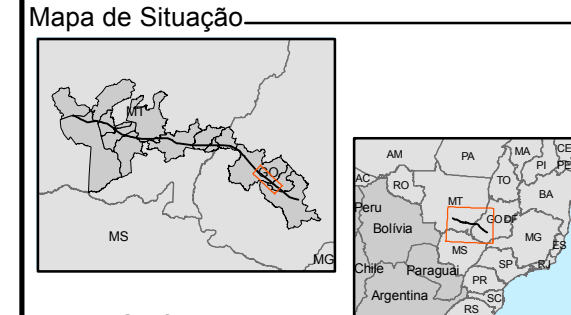 Mapa de Situação
MT
GO
MS
MG
AM
PA
MA
CE
PI
PE
AC
RO
TO
BA
Peru
MT
Bolívia
GO
DF
MG
MS
ES
Chile
Paraguai
SP
RJ
PR
Argentina
SC
RS